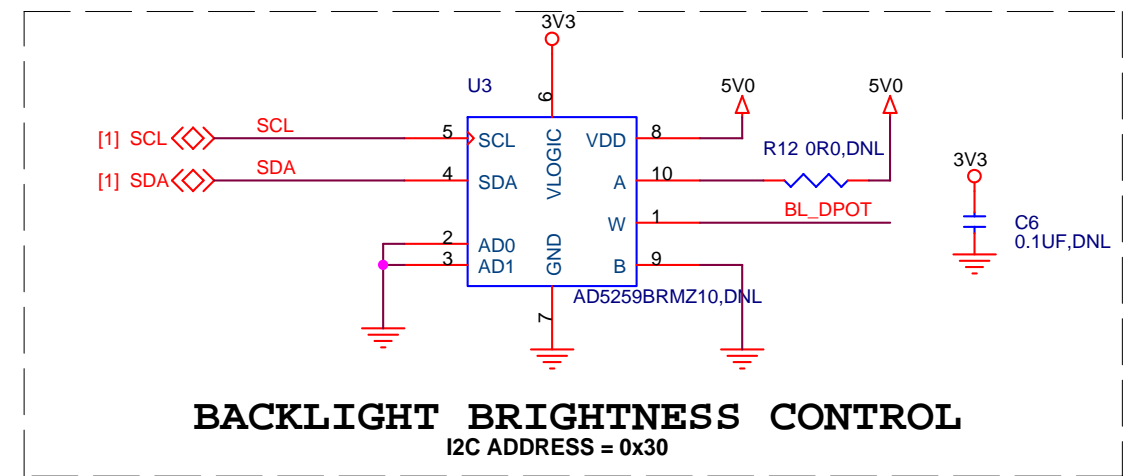 3V3
U3
5V0
5V0
6
[1] SCL
SCL
5
SCL
VLOGIC
VDD
8
R12 0R0,DNL
3V3
[1] SDA
SDA
4
SDA
A
10
BL_DPOT
W
1
C6
0.1UF,DNL
2
AD0
3
AD1
GND
B
9
AD5259BRMZ10,DNL
7
BACKLIGHT BRIGHTNESS CONTROL
I2C ADDRESS = 0x30